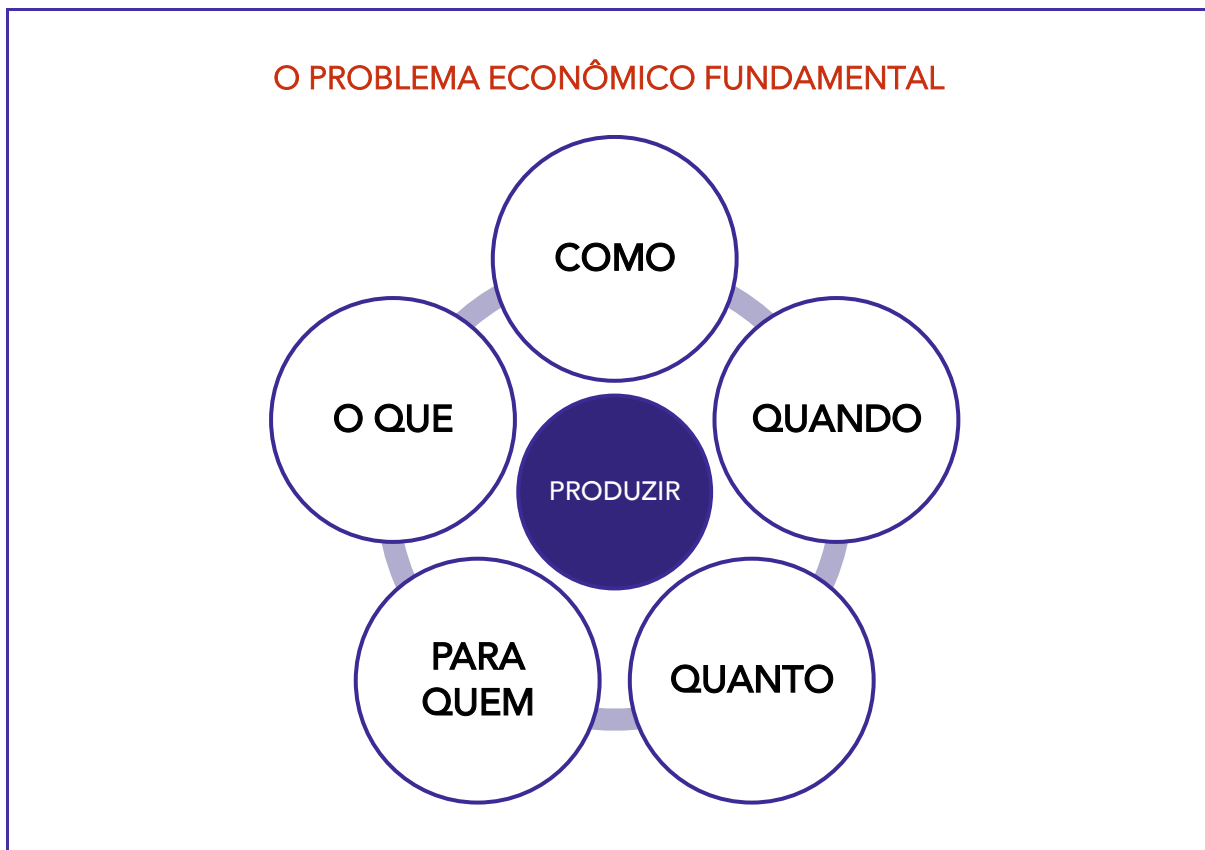 O PROBLEMA ECONÔMICO FUNDAMENTAL
COMO
O QUE
QUANDO
PRODUZIR
PARA
QUEM
QUANTO